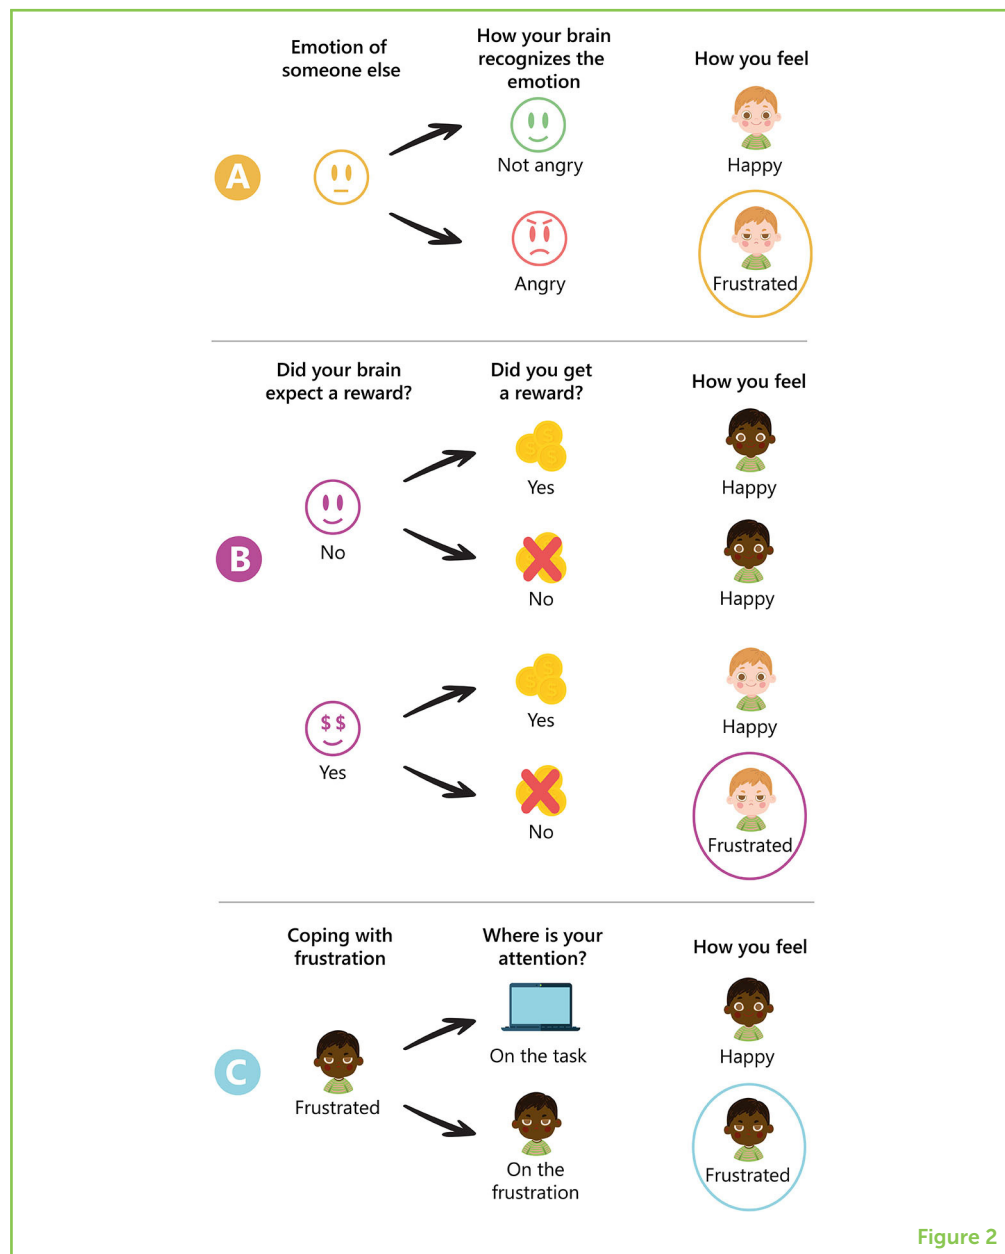 Emotion of
someone else
How your brain
recognizes the
emotion
How you feel
A
Not angry
Happy
Angry
Frustrated
Did your brain
expect a reward?
Did you get
a reward?
How you feel
B
No
Yes
Happy
No
Happy
$ $
Yes
Yes
Happy
No
Frustrated
Coping with
frustration
Where is your
attention?
How you feel
C
Frustrated
On the task
Happy
On the
frustration
Frustrated
Figure 2